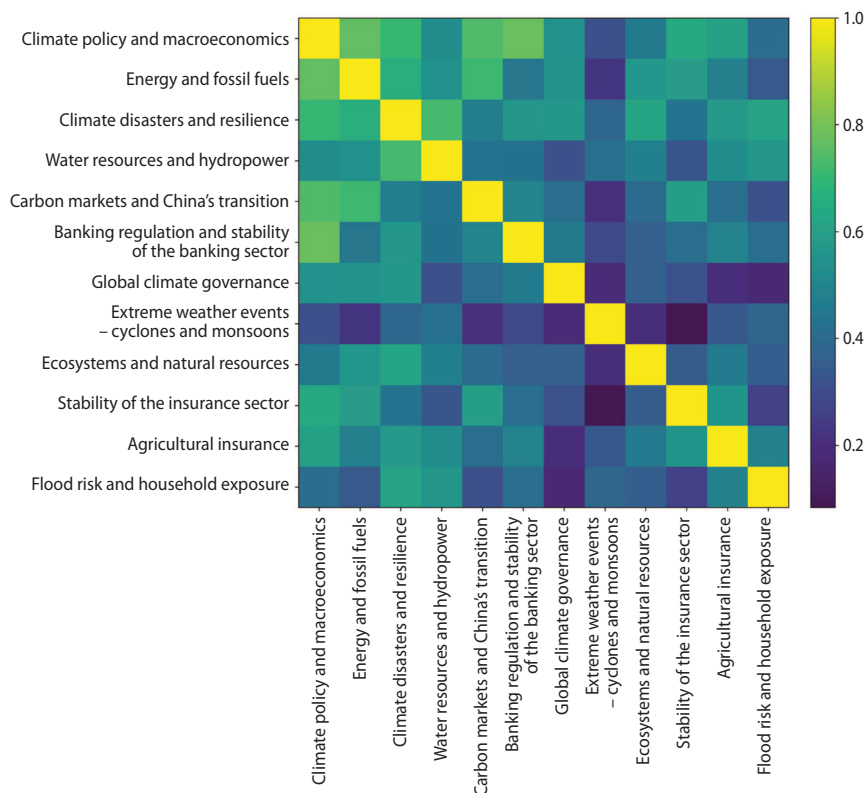 Climate policy and macroeconomics
Energy and fossil fuels
Climate disasters and resilience
Water resources and hydropower
Carbon markets and China's transition
Banking regulation and stability
of the banking sector
Global climate governance
Extreme weather events
– cyclones and monsoons
Ecosystems and natural resources
Stability of the insurance sector
Agricultural insurance
Flood risk and household exposure
1.0
0.8
0.6
0.4
0.2
Climate policy and macroeconomics
Energy and fossil fuels
Climate disasters and resilience
Water resources and hydropower
Carbon markets and China's transition
Banking regulation and stability
of the banking sector
Global climate governance
Extreme weather events
– cyclones and monsoons
Ecosystems and natural resources
Stability of the insurance sector
Agricultural insurance
Flood risk and household exposure